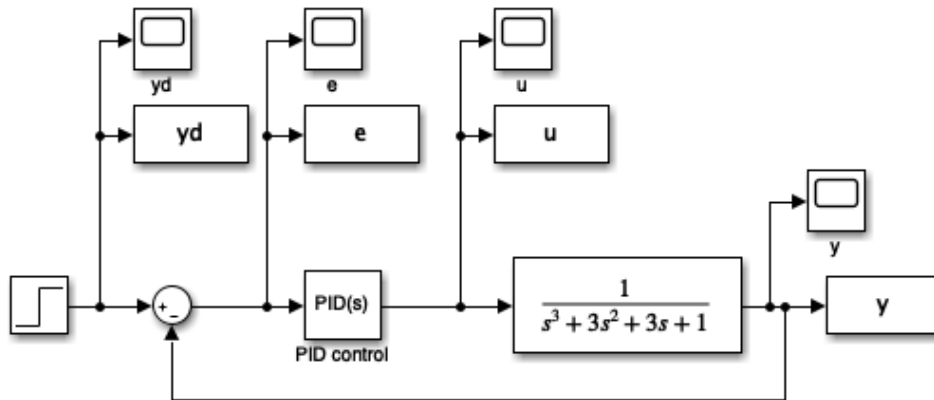 yd
e
u
yd
e
u
y
+
−
PID(s)
1
s³ + 3s² + 3s + 1
y
PID control